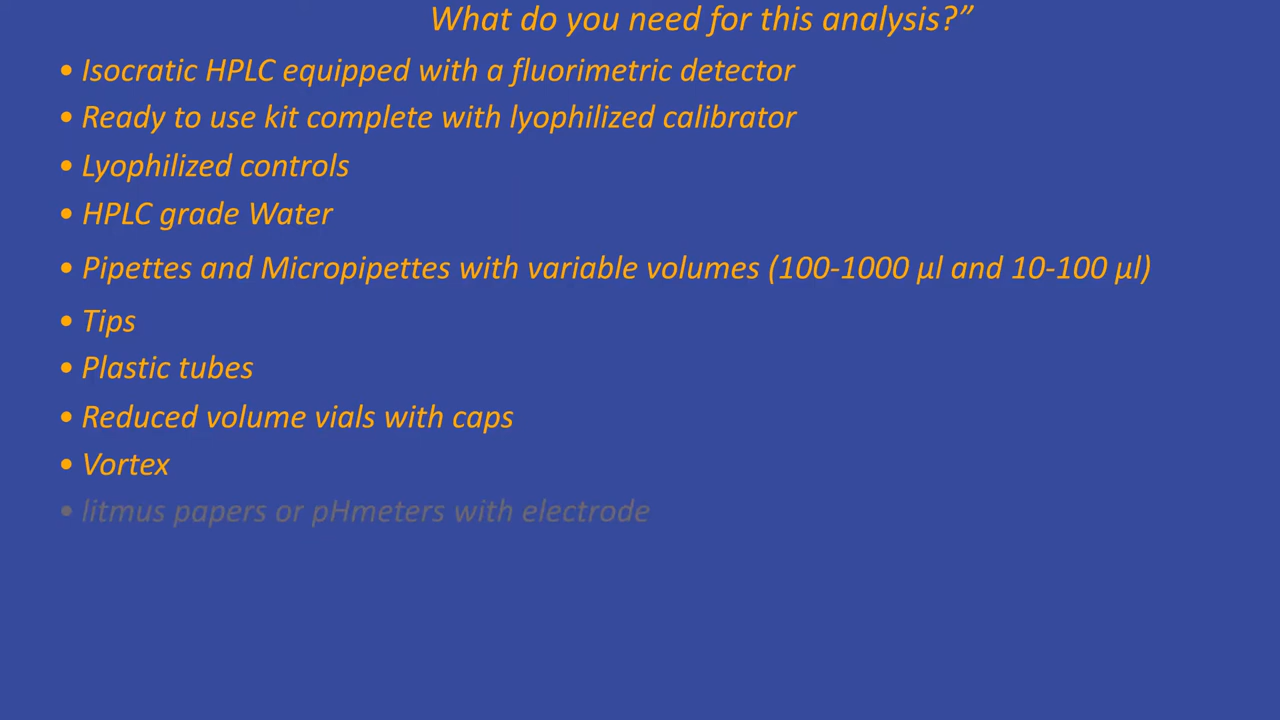 What do you need for this analysis?”
• Isocratic HPLC equipped with a fluorimetric detector
• Ready to use kit complete with lyophilized calibrator
• Lyophilized controls
• HPLC grade Water
• Pipettes and Micropipettes with variable volumes (100-1000 µl and 10-100 µl)
• Tips
• Plastic tubes
• Reduced volume vials with caps
• Vortex
• litmus papers or pHmeters with electrode